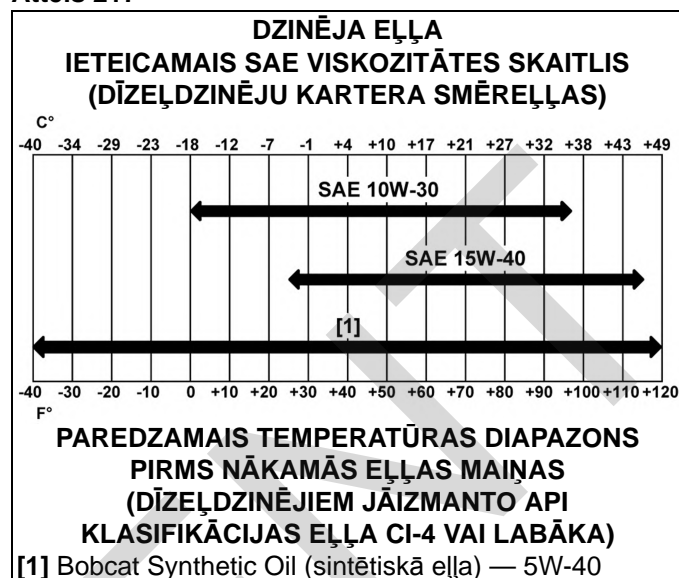 DZINĒJA EĻĻA
IETEICAMAIS SAE VISKOZITĀTES SKAITLIS
(DĪZEĻDZINĒJU KARTERA SMĒREĻĻAS)
C°
-40 -34 -29 -23 -18 -12 -7 -1 +4 +10 +17 +21 +27 +32 +38 +43 +49
SAE 10W-30
SAE 15W-40
[1]
-40 -30 -20 -10 0 +10 +20 +30 +40 +50 +60 +70 +80 +90 +100 +110 +120
F°
PAREDZAMAIS TEMPERATŪRAS DIAPAZONS
PIRMS NĀKAMĀS EĻĻAS MAIŅAS
(DĪZEĻDZINĒJIEM JĀIZMANTO API
KLASIFIKĀCIJAS EĻĻA CI-4 VAI LABĀKA)
[1] Bobcat Synthetic Oil (sintētiskā eļļa) — 5W-40